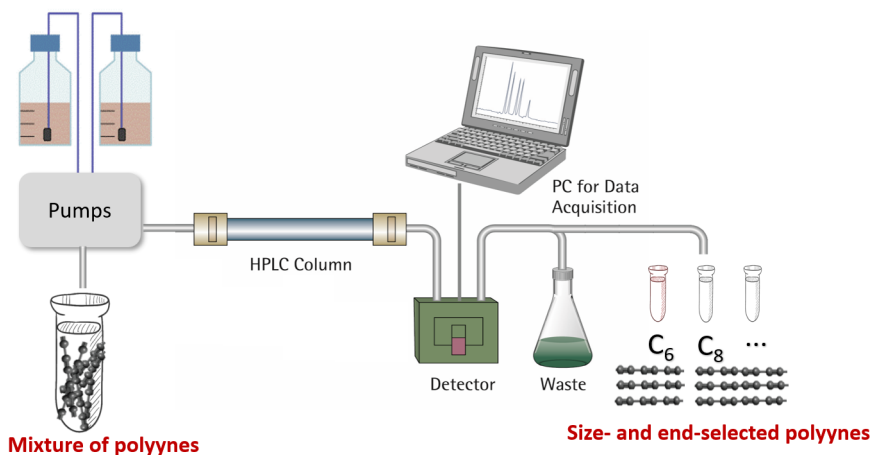 Pumps
HPLC Column
PC for Data
Acquisition
Detector
Waste
C₆
C₈
...
Mixture of polyynes
Size- and end-selected polyynes